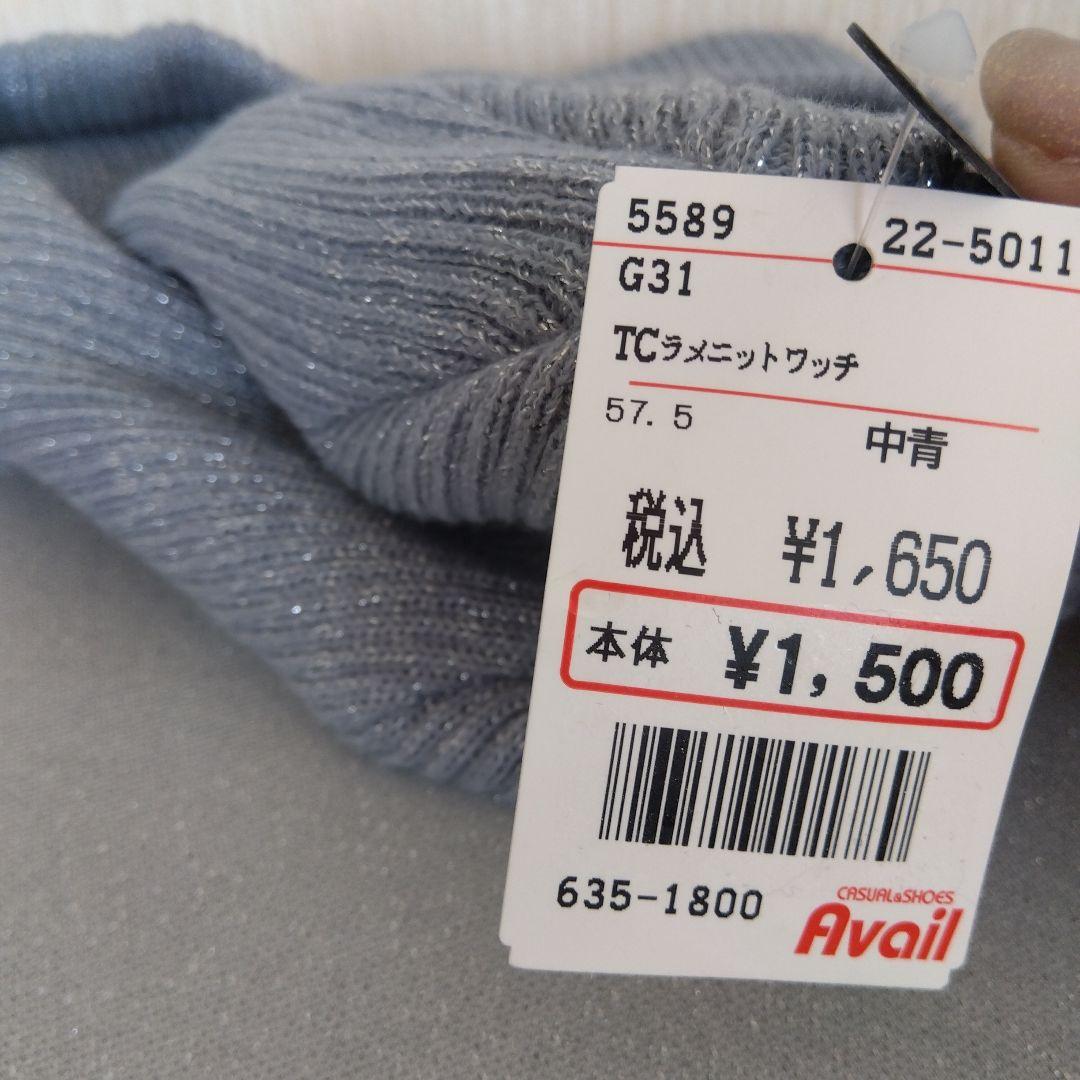 5589 22-5011
G31
TCラメニットワッチ
57.5 中青
税込 ¥1,650
本体 ¥1,500
635-1800
CASUAL&SHOES
Avail